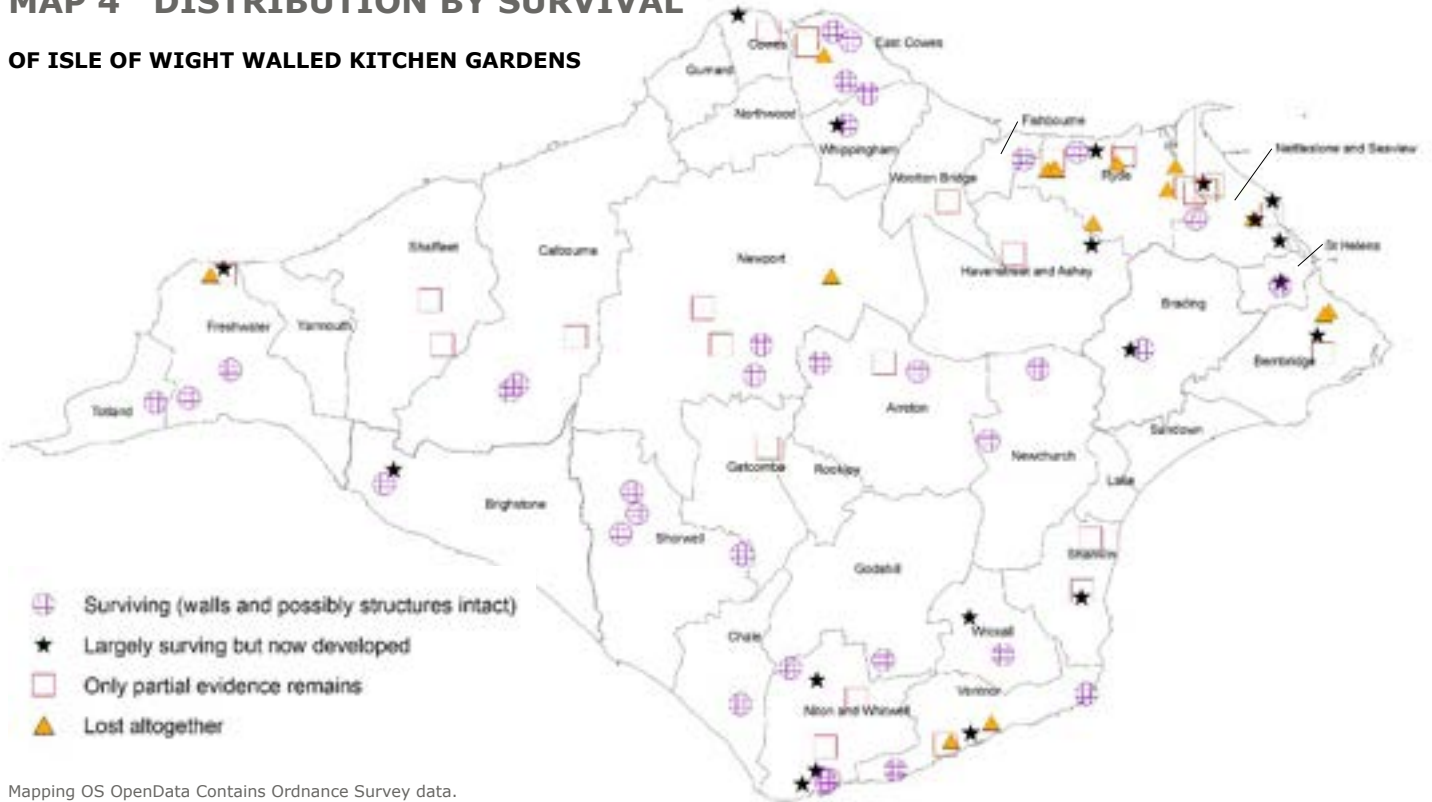 MAP 4 DISTRIBUTION BY SURVIVAL
OF ISLE OF WIGHT WALLED KITCHEN GARDENS
Cowes
East Cowes
Gurnard
Northwood
Whippingham
Fishbourne
Nettlestone and Seaview
Wootton Bridge
Ryde
Shalfleet
Calbourne
Newport
Havenstreet and Ashey
St Helens
Brading
Freshwater
Yarmouth
Bembridge
Totland
Arreton
Sandown
Gatcombe
Rookley
Newchurch
Lake
Brighstone
Shorwell
Shanklin
Godshill
Surviving (walls and possibly structures intact)
Largely surving but now developed
Chale
Wroxall
Only partial evidence remains
Ventnor
Niton and Whitwell
Lost altogether
Mapping OS OpenData Contains Ordnance Survey data.